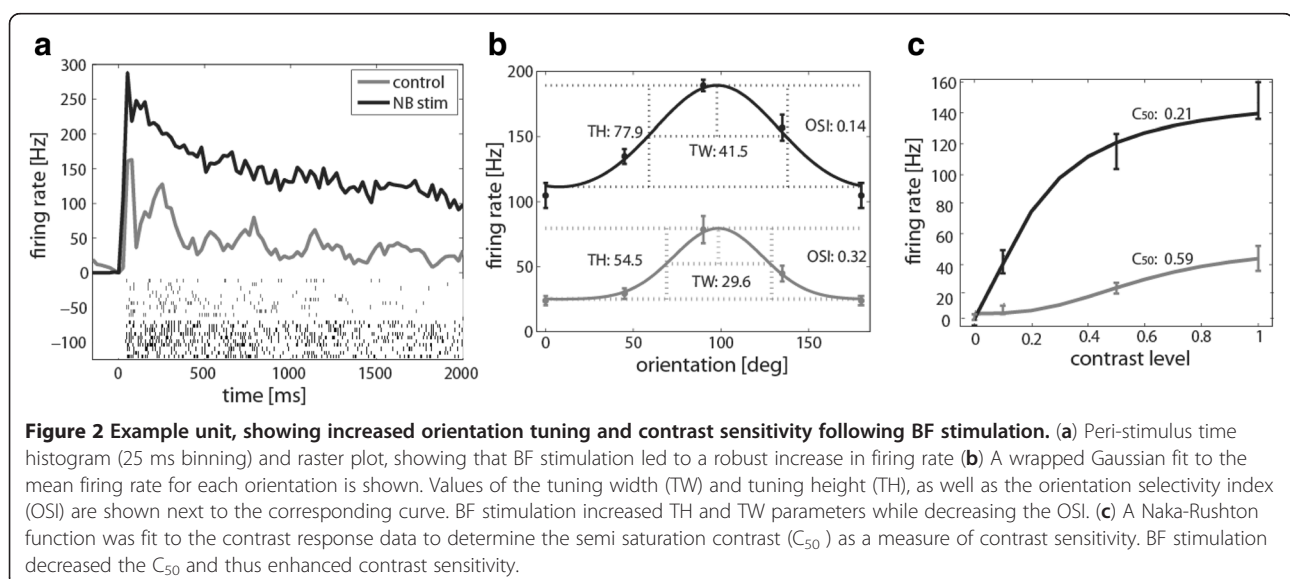 a
b
c
firing rate [Hz]
300
250
200
150
100
50
0
−50
−100
control
NB stim
0
500
1000
1500
2000
time [ms]
firing rate [Hz]
200
150
100
50
0
TH: 77.9
TW: 41.5
OSI: 0.14
TH: 54.5
TW: 29.6
OSI: 0.32
0
50
100
150
orientation [deg]
firing rate [Hz]
160
140
120
100
80
60
40
20
0
C₅₀: 0.21
C₅₀: 0.59
0
0.2
0.4
0.6
0.8
1
contrast level
Figure 2 Example unit, showing increased orientation tuning and contrast sensitivity following BF stimulation. (a) Peri-stimulus time
histogram (25 ms binning) and raster plot, showing that BF stimulation led to a robust increase in firing rate (b) A wrapped Gaussian fit to the
mean firing rate for each orientation is shown. Values of the tuning width (TW) and tuning height (TH), as well as the orientation selectivity index
(OSI) are shown next to the corresponding curve. BF stimulation increased TH and TW parameters while decreasing the OSI. (c) A Naka-Rushton
function was fit to the contrast response data to determine the semi saturation contrast (C₅₀ ) as a measure of contrast sensitivity. BF stimulation
decreased the C₅₀ and thus enhanced contrast sensitivity.